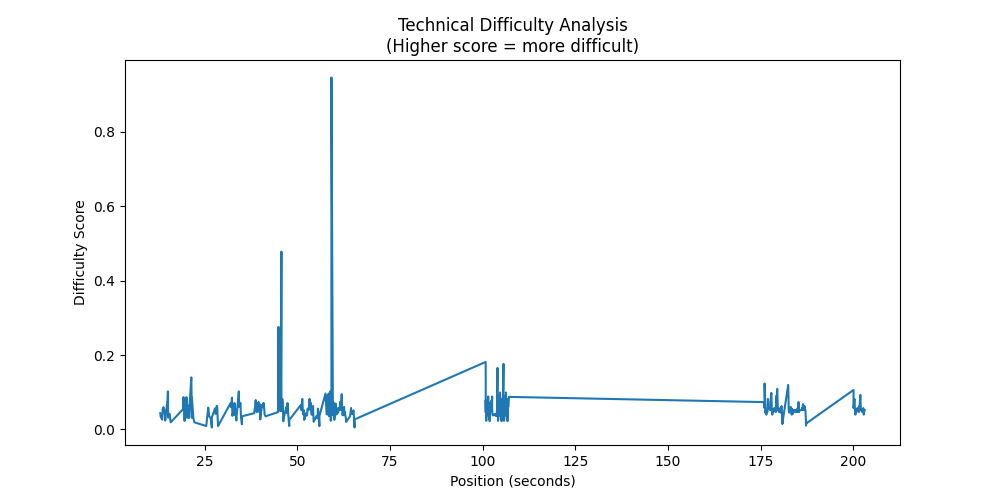 Technical Difficulty Analysis
(Higher score = more difficult)
Difficulty Score
0.8
0.6
0.4
0.2
0.0
25 50 75 100 125 150 175 200
Position (seconds)